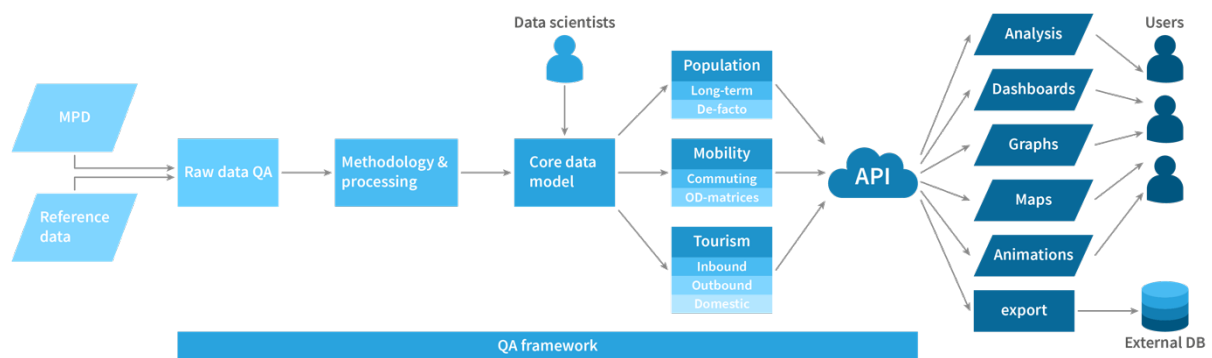 Data scientists
Users
MPD
Reference
data
Raw data QA
Methodology &
processing
Core data
model
Population
Long-term
De-facto
Mobility
Commuting
OD-matrices
Tourism
Inbound
Outbound
Domestic
API
Analysis
Dashboards
Graphs
Maps
Animations
export
External DB
QA framework